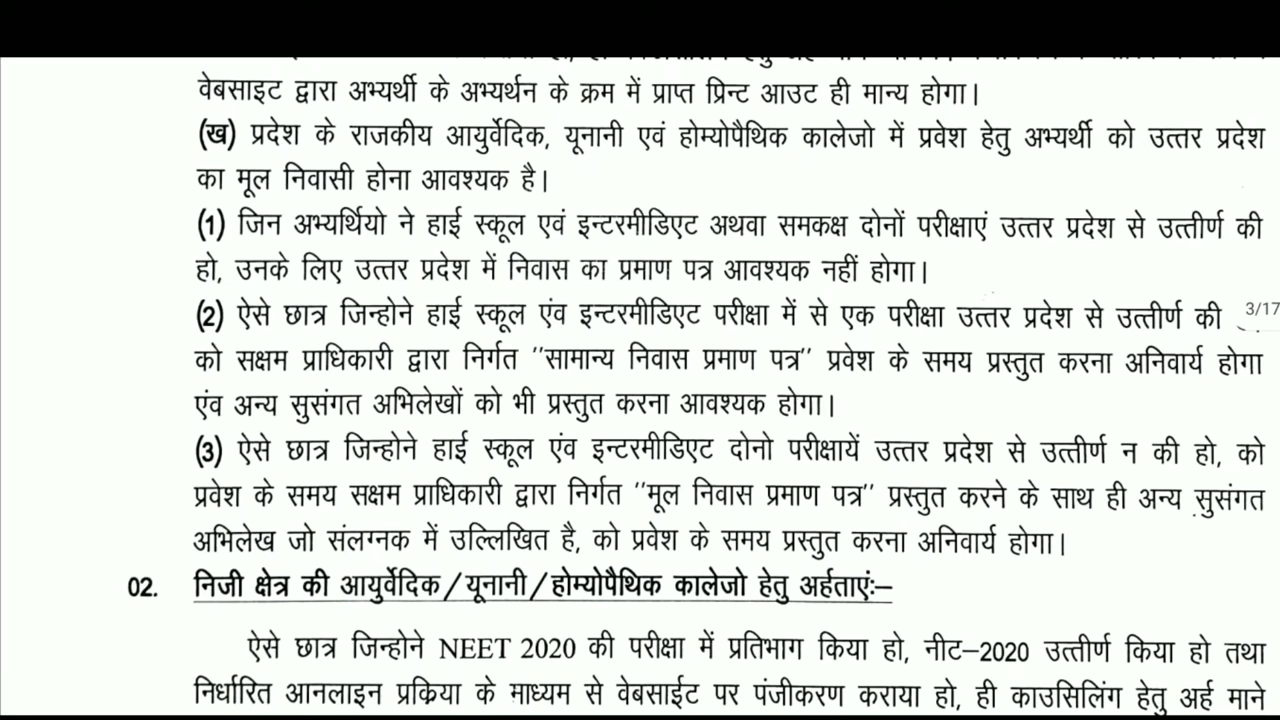 वेबसाइट द्वारा अभ्यर्थी के अभ्यर्थन के क्रम में प्राप्त प्रिन्ट आउट ही मान्य होगा।
(ख) प्रदेश के राजकीय आयुर्वेदिक, यूनानी एवं होम्योपैथिक कालेजो में प्रवेश हेतु अभ्यर्थी को उत्तर प्रदेश
का मूल निवासी होना आवश्यक है।
(1) जिन अभ्यर्थियो ने हाई स्कूल एवं इन्टरमीडिएट अथवा समकक्ष दोनों परीक्षाएं उत्तर प्रदेश से उत्तीर्ण की
हो, उनके लिए उत्तर प्रदेश में निवास का प्रमाण पत्र आवश्यक नहीं होगा।
(2) ऐसे छात्र जिन्होने हाई स्कूल एंव इन्टरमीडिएट परीक्षा में से एक परीक्षा उत्तर प्रदेश से उत्तीर्ण की
3/17
को सक्षम प्राधिकारी द्वारा निर्गत "सामान्य निवास प्रमाण पत्र" प्रवेश के समय प्रस्तुत करना अनिवार्य होगा
एंव अन्य सुसंगत अभिलेखों को भी प्रस्तुत करना आवश्यक होगा।
(3) ऐसे छात्र जिन्होने हाई स्कूल एंव इन्टरमीडिएट दोनो परीक्षायें उत्तर प्रदेश से उत्तीर्ण न की हो, को
प्रवेश के समय सक्षम प्राधिकारी द्वारा निर्गत "मूल निवास प्रमाण पत्र" प्रस्तुत करने के साथ ही अन्य सुसंगत
अभिलेख जो संलग्नक में उल्लिखित है, को प्रवेश के समय प्रस्तुत करना अनिवार्य होगा।
02. निजी क्षेत्र की आयुर्वेदिक/यूनानी/होम्योपैथिक कालेजो हेतु अर्हताएंः–
ऐसे छात्र जिन्होने NEET 2020 की परीक्षा में प्रतिभाग किया हो, नीट–2020 उत्तीर्ण किया हो तथा
निर्धारित आनलाइन प्रक्रिया के माध्यम से वेबसाईट पर पंजीकरण कराया हो, ही काउसिलिंग हेतु अर्ह माने